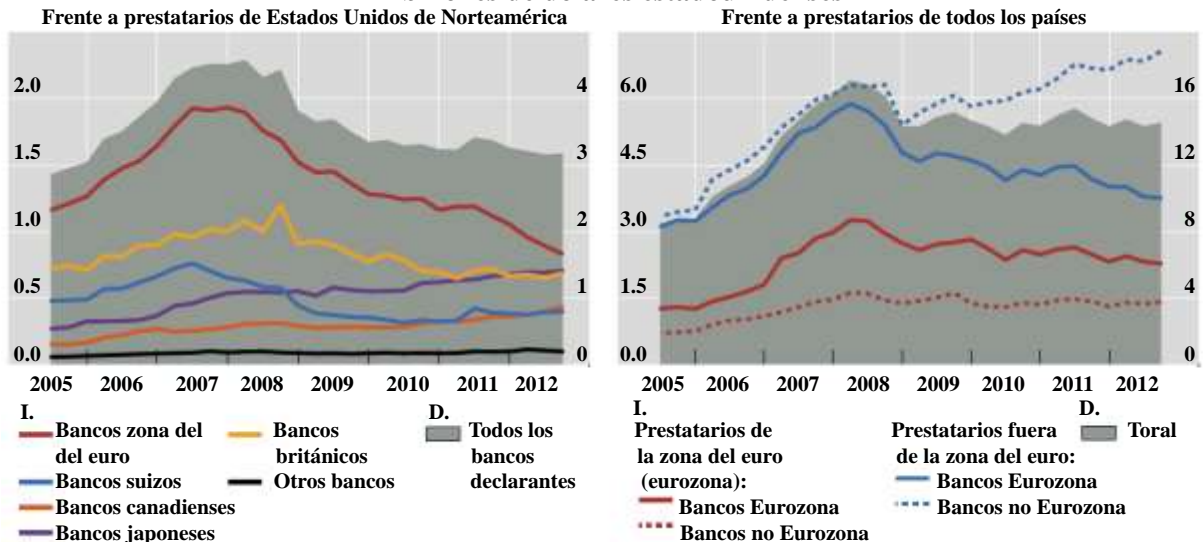 Frente a prestatarios de Estados Unidos de Norteamérica
2.0
1.5
1.0
0.5
0.0
4
3
2
1
0
2005 2006 2007 2008 2009 2010 2011 2012
I.
Bancos zona del
del euro
Bancos suizos
Bancos canadienses
Bancos japoneses
Bancos
británicos
Otros bancos
D.
Todos los
bancos
declarantes
Frente a prestatarios de todos los países
6.0
4.5
3.0
1.5
0.0
16
12
8
4
0
2005 2006 2007 2008 2009 2010 2011 2012
I.
Prestatarios de
la zona del euro
(eurozona):
Bancos Eurozona
Bancos no Eurozona
Prestatarios fuera
de la zona del euro:
Bancos Eurozona
Bancos no Eurozona
D.
Toral